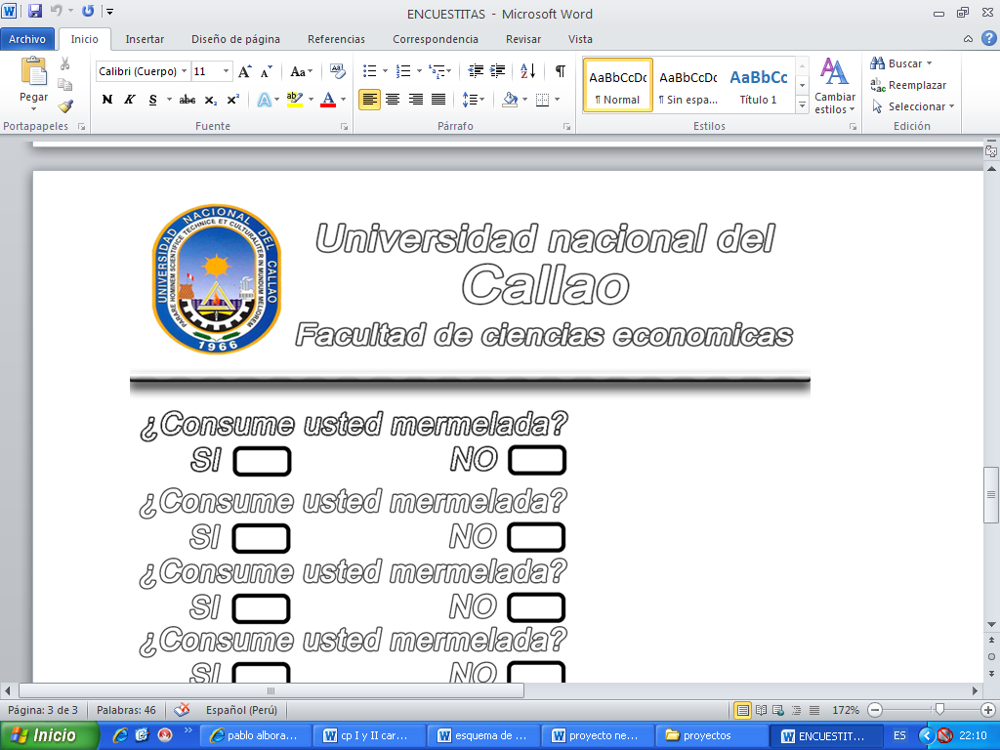 ENCUESTITAS - Microsoft Word
Archivo Inicio Insertar Diseño de página Referencias Correspondencia Revisar Vista
Pegar
Calibri (Cuerpo) 11
AaBbCcDc AaBbCcDc AaBbCc
¶ Normal ¶ Sin espa... Título 1
Cambiar estilos
Buscar
Reemplazar
Seleccionar
Portapapeles Fuente Párrafo Estilos Edición
UNIVERSIDAD NACIONAL DEL CALLAO
PARARE HOMINEM SCIENTIFICE TECHNICE ET CULTURALITER IN MUNDUM MELIOREM
1966
Universidad nacional del
Callao
Facultad de ciencias economicas
¿Consume usted mermelada?
SI NO
¿Consume usted mermelada?
SI NO
¿Consume usted mermelada?
SI NO
¿Consume usted mermelada?
SI NO
Página: 3 de 3 Palabras: 46 Español (Perú) 172%
Inicio pablo albora... cp I y II car... esquema de ... proyecto ne... proyectos ENCUESTIT... ES 22:10